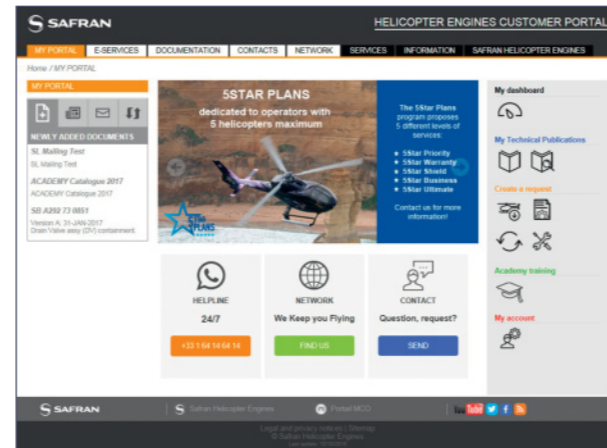 SAFRAN
HELICOPTER ENGINES CUSTOMER PORTAL
MY PORTAL E-SERVICES DOCUMENTATION CONTACTS NETWORK SERVICES INFORMATION SAFRAN HELICOPTER ENGINES
Home / MY PORTAL
MY PORTAL
NEWLY ADDED DOCUMENTS
SL Mailing Test
SL Mailing Test
ACADEMY Catalogue 2017
ACADEMY Catalogue 2017
SB A292 73 0851
Version A: 31-JAN-2017
Drain Valve assy (DV) containment.
5STAR PLANS
dedicated to operators with
5 helicopters maximum
5STAR
PLANS
The 5Star Plans
program proposes
5 different levels of
services:
★ 5Star Priority
★ 5Star Warranty
★ 5Star Shield
★ 5Star Business
★ 5Star Ultimate
Contact us for more
information!
HELPLINE
24/7
+33 1 64 14 64 14
NETWORK
We Keep you Flying
FIND US
CONTACT
Question, request?
SEND
My dashboard
My Technical Publications
Create a request
Academy training
My account
SAFRAN
Safran Helicopter Engines
Portail MCO
You Tube
Legal and privacy notices | Sitemap
© Safran Helicopter Engines